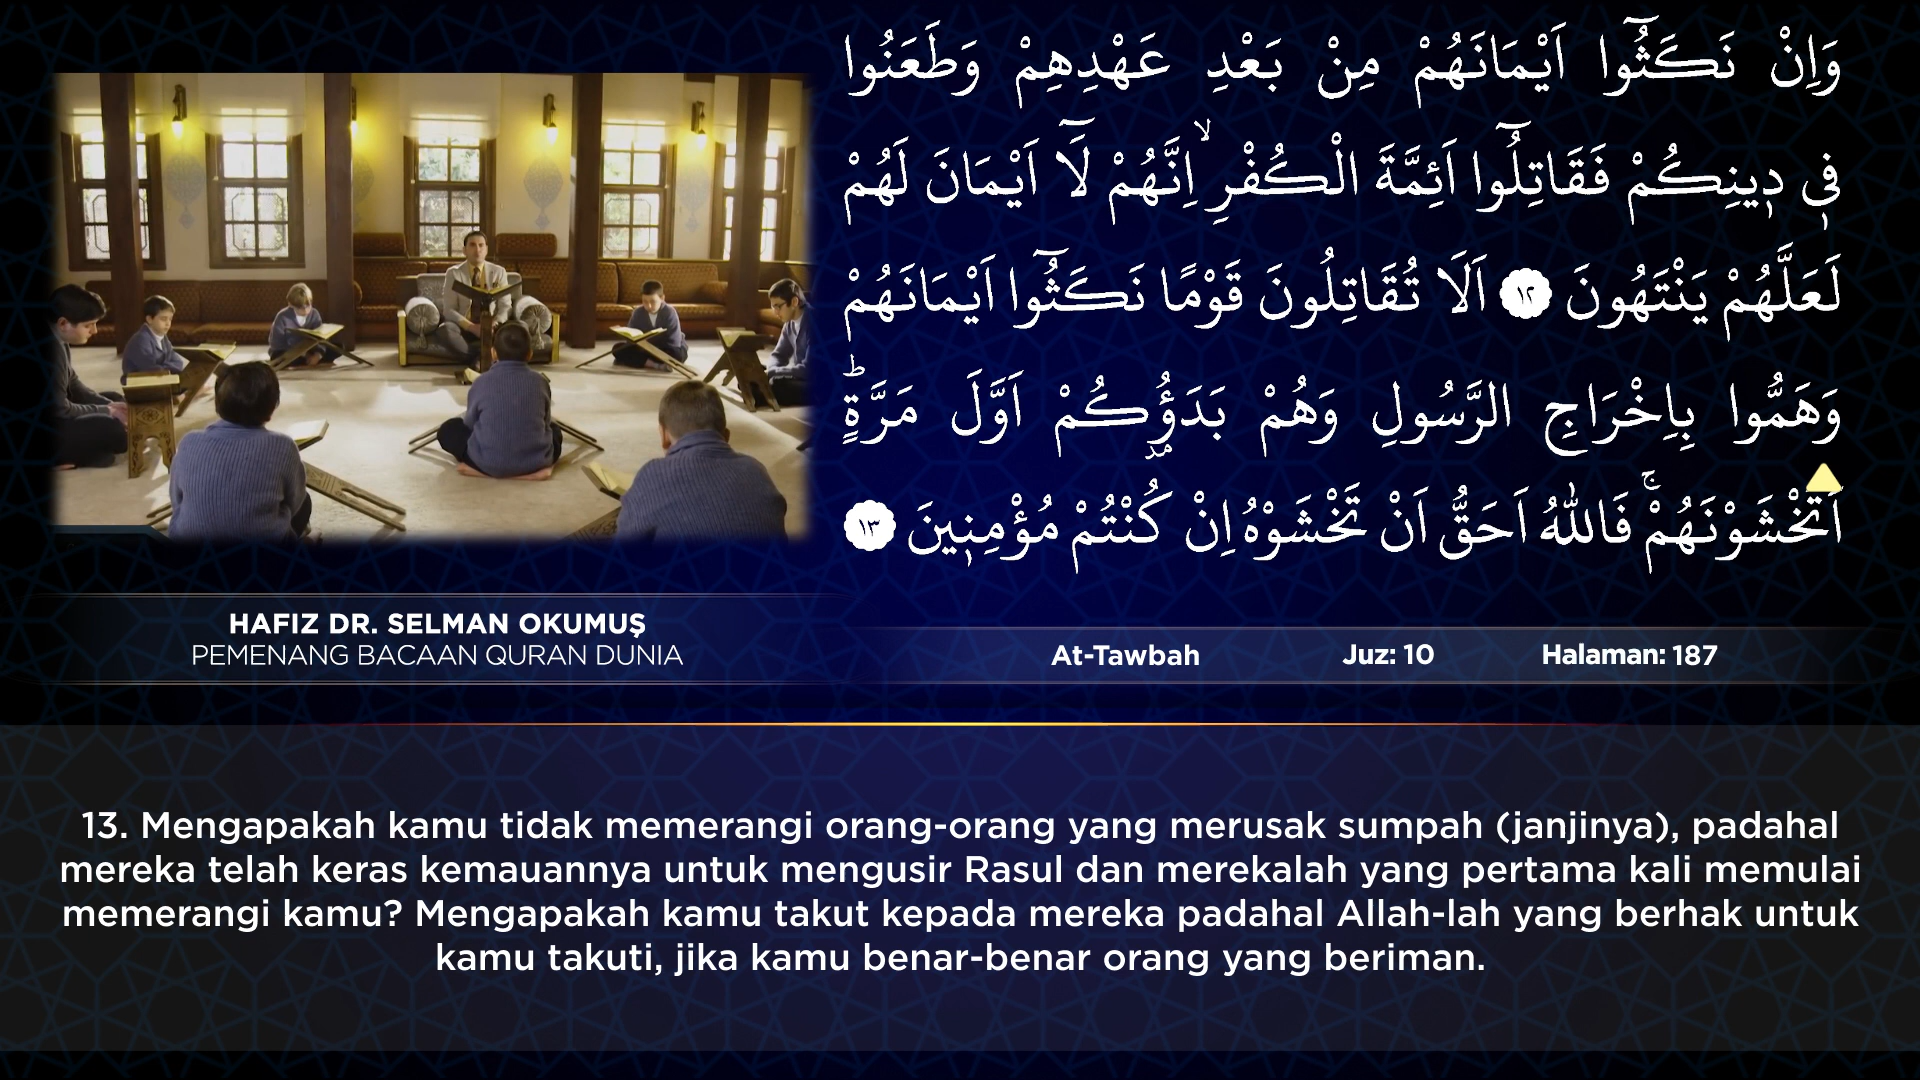 وَاِنْ نَكَثُٓوا اَيْمَانَهُمْ مِنْ بَعْدِ عَهْدِهِمْ وَطَعَنُوا
ف۪ي د۪ينِكُمْ فَقَاتِلُٓوا اَئِمَّةَ الْكُفْرِۙ اِنَّهُمْ لَٓا اَيْمَانَ لَهُمْ
لَعَلَّهُمْ يَنْتَهُونَ ١٢ اَلَا تُقَاتِلُونَ قَوْمًا نَكَثُٓوا اَيْمَانَهُمْ
وَهَمُّوا بِاِخْرَاجِ الرَّسُولِ وَهُمْ بَدَؤُ۫كُمْ اَوَّلَ مَرَّةٍۜ
اَتَخْشَوْنَهُمْۚ فَاللّٰهُ اَحَقُّ اَنْ تَخْشَوْهُ اِنْ كُنْتُمْ مُؤْمِن۪ينَ ١٣
HAFIZ DR. SELMAN OKUMUŞ
PEMENANG BACAAN QURAN DUNIA
At-Tawbah Juz: 10 Halaman: 187
13. Mengapakah kamu tidak memerangi orang-orang yang merusak sumpah (janjinya), padahal
mereka telah keras kemauannya untuk mengusir Rasul dan merekalah yang pertama kali memulai
memerangi kamu? Mengapakah kamu takut kepada mereka padahal Allah-lah yang berhak untuk
kamu takuti, jika kamu benar-benar orang yang beriman.